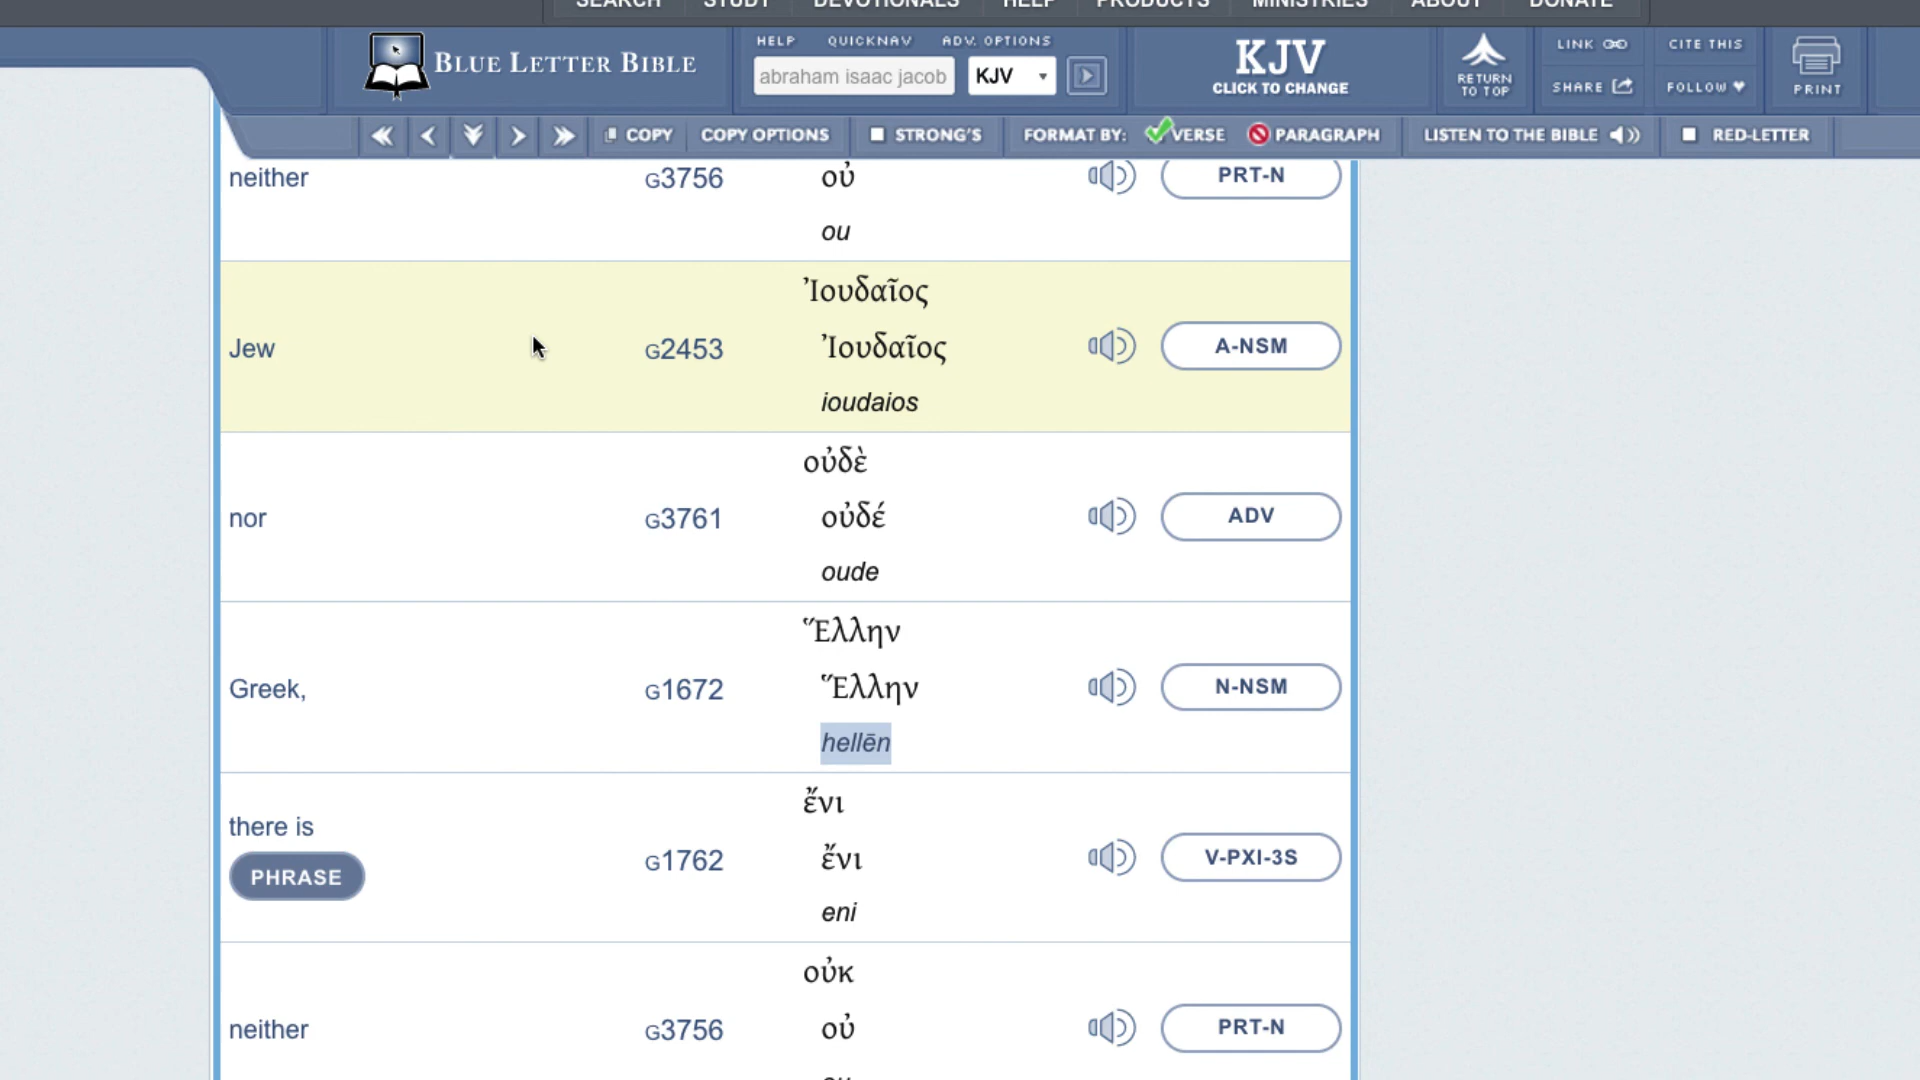 SEARCH STUDY DEVOTIONALS HELP PRODUCTS MINISTRIES ABOUT DONATE
BLUE LETTER BIBLE
HELP QUICKNAV ADV. OPTIONS
abraham isaac jacob KJV
KJV
CLICK TO CHANGE
RETURN
TO TOP
LINK
SHARE
CITE THIS
FOLLOW
PRINT
COPY COPY OPTIONS STRONG'S FORMAT BY: VERSE PARAGRAPH LISTEN TO THE BIBLE RED-LETTER
neither G3756 οὐ PRT-N
ou
Ἰουδαῖος
Jew G2453 Ἰουδαῖος A-NSM
ioudaios
οὐδὲ
nor G3761 οὐδέ ADV
oude
Ἕλλην
Greek, G1672 Ἕλλην N-NSM
hellēn
ἔνι
there is
PHRASE
G1762 ἔνι V-PXI-3S
eni
οὐκ
neither G3756 οὐ PRT-N